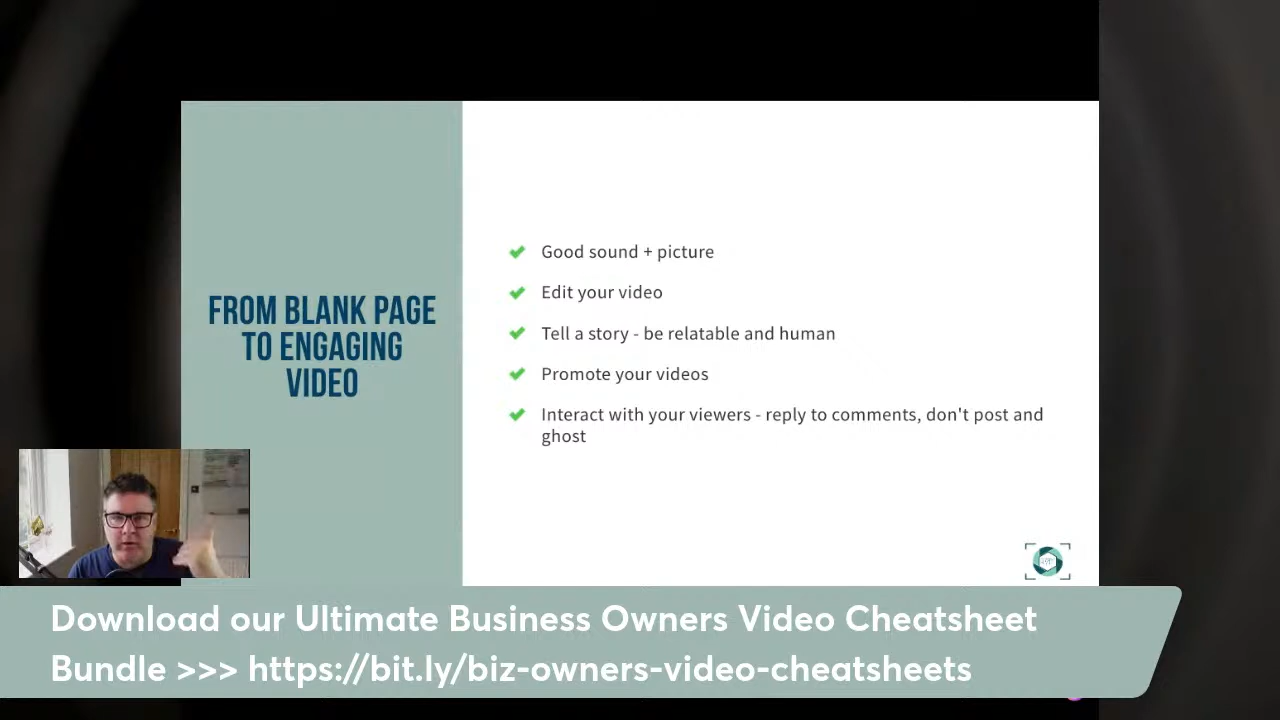 FROM BLANK PAGE
TO ENGAGING
VIDEO
Good sound + picture
Edit your video
Tell a story - be relatable and human
Promote your videos
Interact with your viewers - reply to comments, don't post and
ghost
Download our Ultimate Business Owners Video Cheatsheet
Bundle >>> https://bit.ly/biz-owners-video-cheatsheets